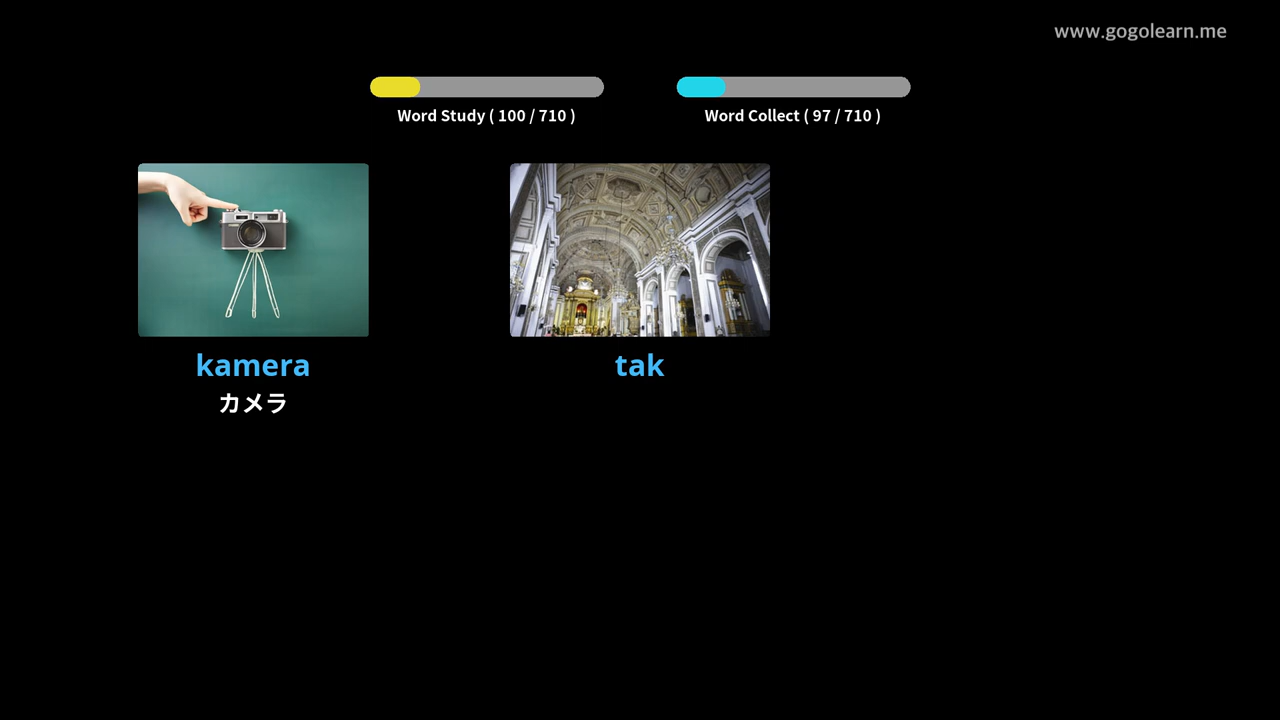 www.gogolearn.me
Word Study ( 100 / 710 )
Word Collect ( 97 / 710 )
kamera
カメラ
tak